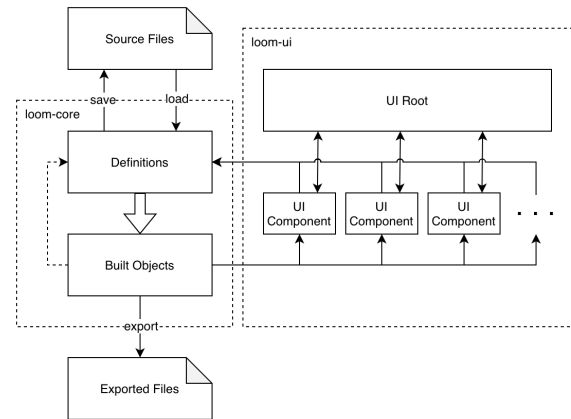 Source Files
loom-ui
UI Root
save
load
loom-core
Definitions
UI
Component
UI
Component
UI
Component
. . .
Built Objects
export
Exported Files